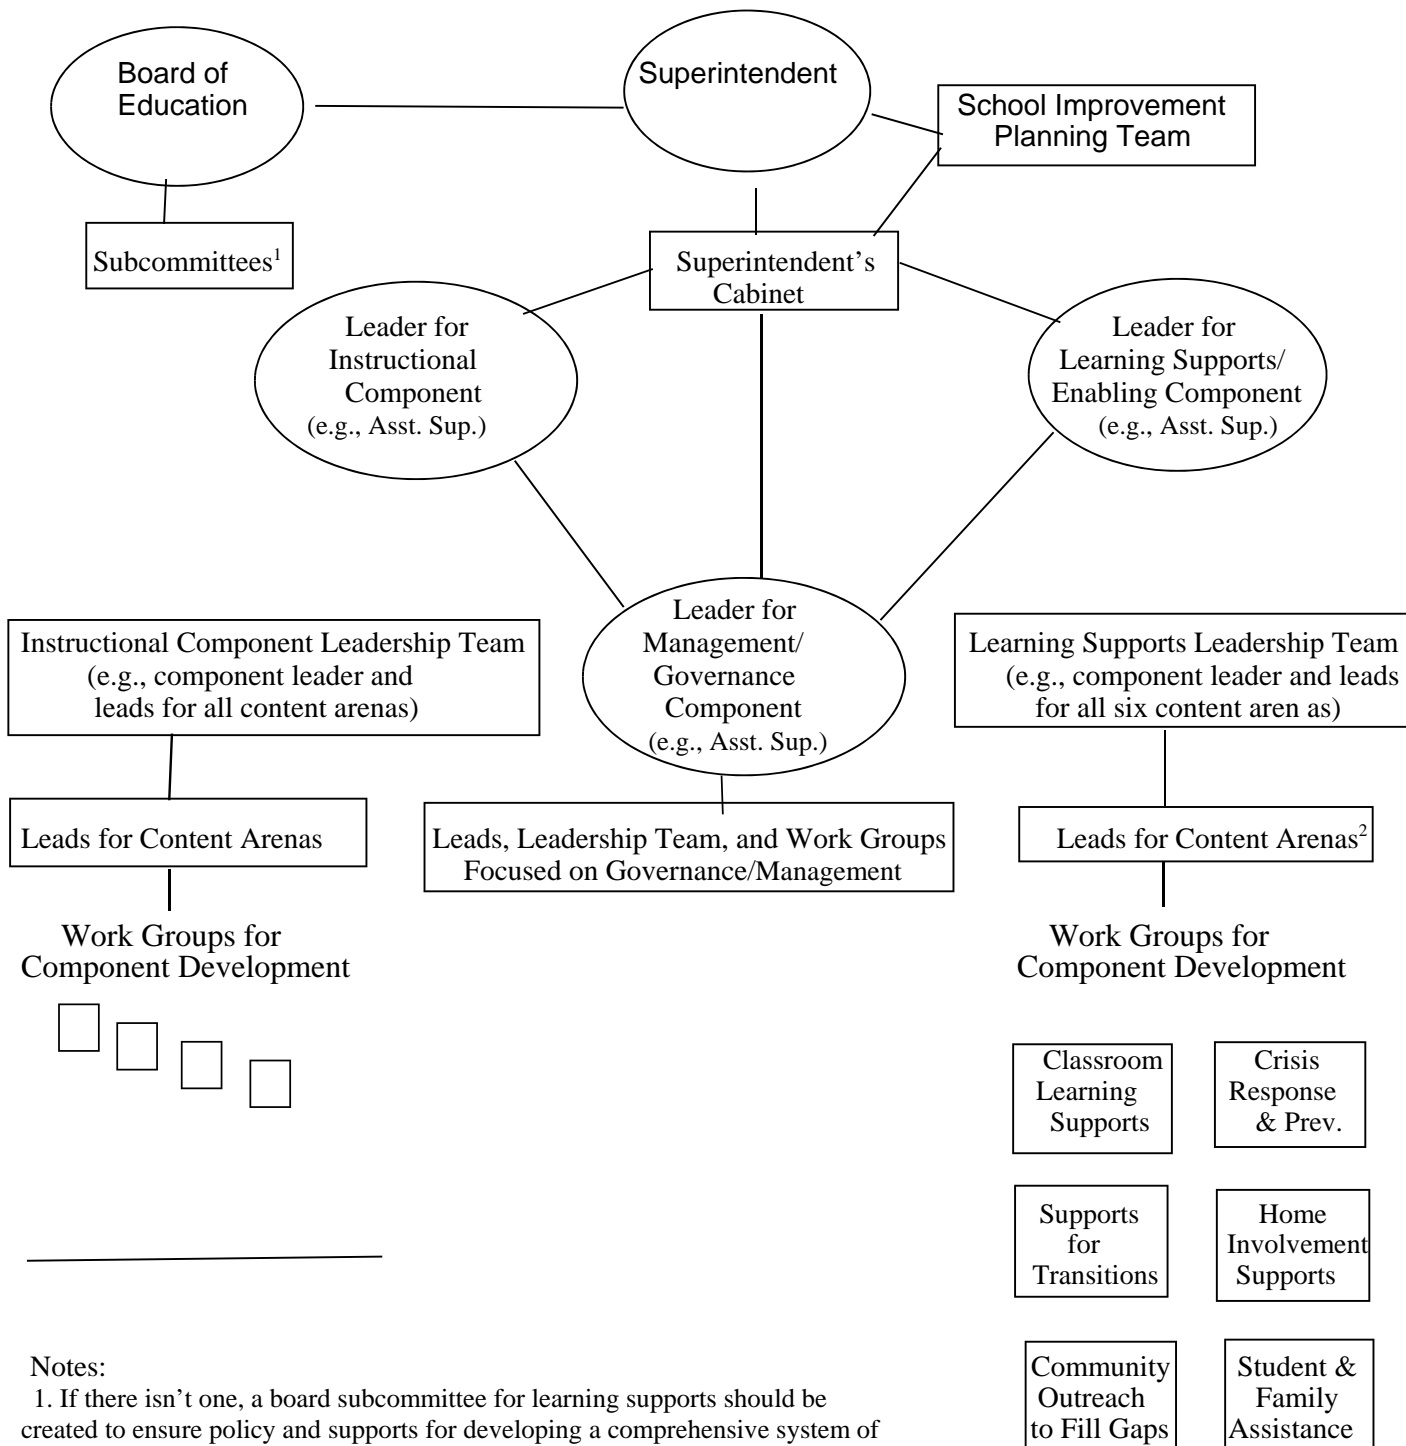 Board of
Education
Superintendent
School Improvement
Planning Team
Subcommittees¹
Superintendent’s
Cabinet
Leader for
Instructional
Component
(e.g., Asst. Sup.)
Leader for
Learning Supports/
Enabling Component
(e.g., Asst. Sup.)
Leader for
Management/
Governance
Component
(e.g., Asst. Sup.)
Instructional Component Leadership Team
(e.g., component leader and
leads for all content arenas)
Learning Supports Leadership Team
(e.g., component leader and leads
for all six content aren as)
Leads for Content Arenas
Leads, Leadership Team, and Work Groups
Focused on Governance/Management
Leads for Content Arenas²
Work Groups for
Component Development
Work Groups for
Component Development
Classroom
Learning
Supports
Crisis
Response
& Prev.
Supports
for
Transitions
Home
Involvement
Supports
Community
Outreach
to Fill Gaps
Student &
Family
Assistance
Notes:
1. If there isn’t one, a board subcommittee for learning supports should be
created to ensure policy and supports for developing a comprehensive system of